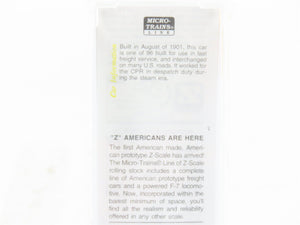 MICRO-
TRAINS®
LINE
Built in August of 1901, this car
is one of 96 built for use in fast
freight service, and interchanged
on many U.S. roads. It worked for
the CPR in despatch duty during
the steam era.
"Z" AMERICANS ARE HERE
The first American made, Ameri-
can prototype Z-Scale has arrived!
The Micro-Trains® Line of Z-Scale
rolling stock includes a complete
line of American prototype freight
cars and a powered F-7 locomo-
tive. Now, incorporated within the
barest minimum of space, you'll
find all the realism and reliability
offered in any other scale.